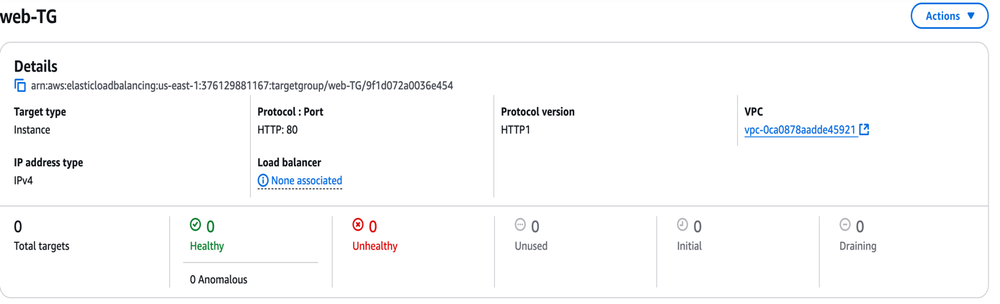 web-TG
Actions
Details
arn:aws:elasticloadbalancing:us-east-1:376129881167:targetgroup/web-TG/9f1d072a0036e454
Target type
Instance
Protocol : Port
HTTP: 80
Protocol version
HTTP1
VPC
vpc-0ca0878aadde45921
IP address type
IPv4
Load balancer
None associated
0
Total targets
0
Healthy
0 Anomalous
0
Unhealthy
0
Unused
0
Initial
0
Draining